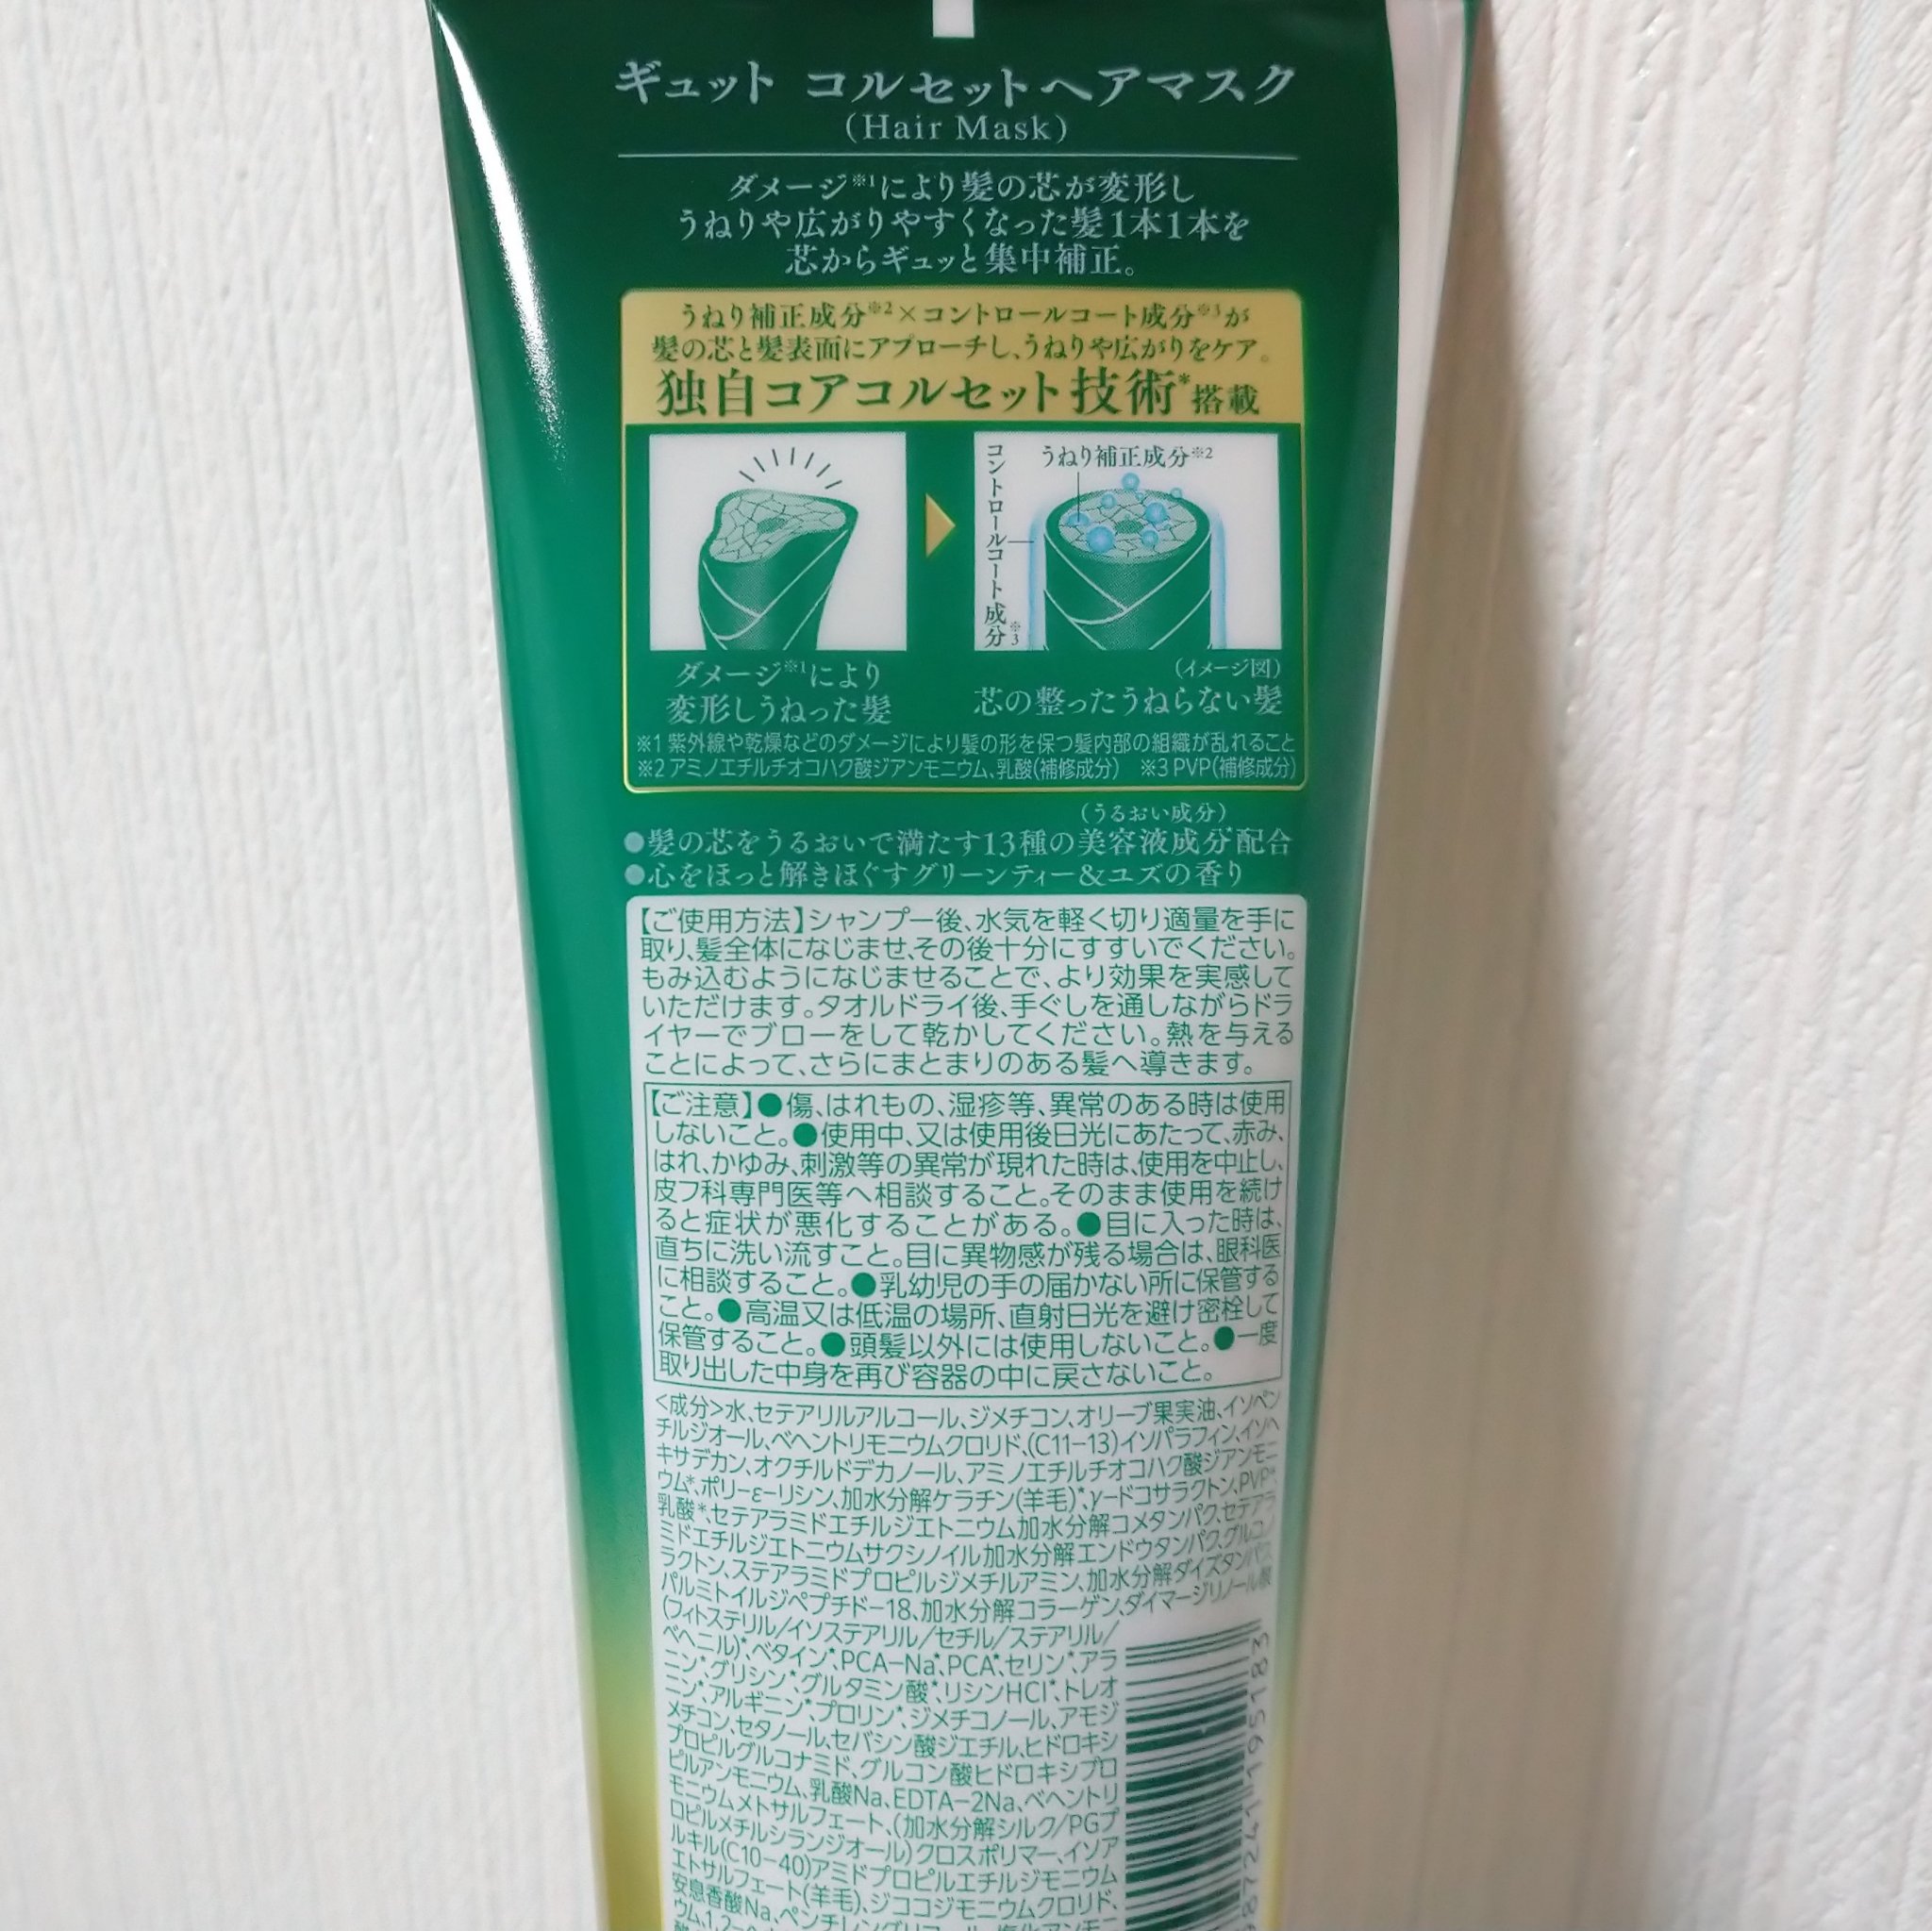 ギュット コルセットヘアマスク
(Hair Mask)
ダメージ※1により髪の芯が変形し
うねりや広がりやすくなった髪1本1本を
芯からギュッと集中補正。
うねり補正成分※2×コントロールコート成分※3が
髪の芯と髪表面にアプローチし、うねりや広がりをケア。
独自コアコルセット技術*搭載
うねり補正成分※2
コントロールコート成分※3
ダメージ※1により
変形しうねった髪
(イメージ図)
芯の整ったうねらない髪
※1 紫外線や乾燥などのダメージにより髪の形を保つ髪内部の組織が乱れること
※2 アミノエチルチオコハク酸ジアンモニウム、乳酸(補修成分) ※3 PVP(補修成分)
(うるおい成分)
●髪の芯をうるおいで満たす13種の美容液成分*配合
●心をほっと解きほぐすグリーンティー&ユズの香り
【ご使用方法】シャンプー後、水気を軽く切り適量を手に
取り、髪全体になじませ、その後十分にすすいでください。
もみ込むようになじませることで、より効果を実感して
いただけます。タオルドライ後、手ぐしを通しながらドラ
イヤーでブローをして乾かしてください。熱を与える
ことによって、さらにまとまりのある髪へ導きます。
【ご注意】●傷、はれもの、湿疹等、異常のある時は使用
しないこと。●使用中、又は使用後日光にあたって、赤み、
はれ、かゆみ、刺激等の異常が現れた時は、使用を中止し、
皮フ科専門医等へ相談すること。そのまま使用を続け
ると症状が悪化することがある。●目に入った時は、
直ちに洗い流すこと。目に異物感が残る場合は、眼科医
に相談すること。●乳幼児の手の届かない所に保管する
こと。●高温又は低温の場所、直射日光を避け密栓して
保管すること。●頭髪以外には使用しないこと。●一度
取り出した中身を再び容器の中に戻さないこと。
<成分>水、セテアリルアルコール、ジメチコン、オリーブ果実油、イソペン
チルジオール、ベヘントリモニウムクロリド、(C11-13)イソパラフィン、イソヘ
キサデカン、オクチルドデカノール、アミノエチルチオコハク酸ジアンモニ
ウム*、ポリ-ε-リシン、加水分解ケラチン(羊毛)*、γ-ドコサラクトン、PVP*、
乳酸*、セテアラミドエチルジエトニウム加水分解コメタンパク、セテアラ
ミドエチルジエトニウムサクシノイル加水分解エンドウタンパク、グルコノ
ラクトン、ステアラミドプロピルジメチルアミン、加水分解ダイズタンパク、
パルミトイルジペプチド-18、加水分解コラーゲン、ダイマージリノール酸
(フィトステリル/イソステアリル/セチル/ステアリル/
ベヘニル)*、ベタイン*、PCA-Na*、PCA*、セリン*、アラ
ニン*、グリシン*、グルタミン酸*、リシンHCl*、トレオ
ニン*、アルギニン*、プロリン*、ジメチコノール、アモジ
メチコン、セタノール、セバシン酸ジエチル、ヒドロキシ
プロピルグルコナミド、グルコン酸ヒドロキシプロ
ピルアンモニウム、乳酸Na、EDTA-2Na、ベヘントリ
モニウムメトサルフェート、(加水分解シルク/PGプ
ロピルメチルシランジオール)クロスポリマー、イソア
ルキル(C10-40)アミドプロピルエチルジモニウム
エトサルフェート(羊毛)、ジココジモニウムクロリド、
安息香酸Na、ペンチレングリコール、塩化アンモニ